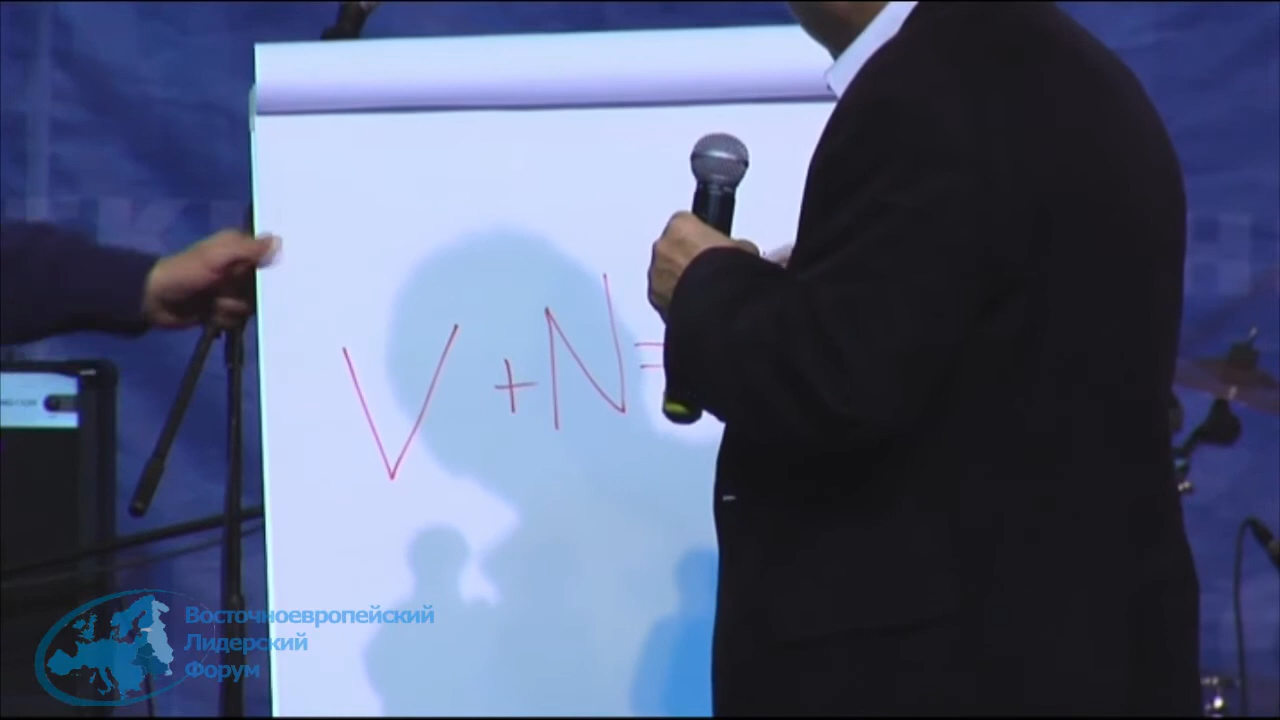 V + N =
Восточноевропейский
Лидерский
Форум